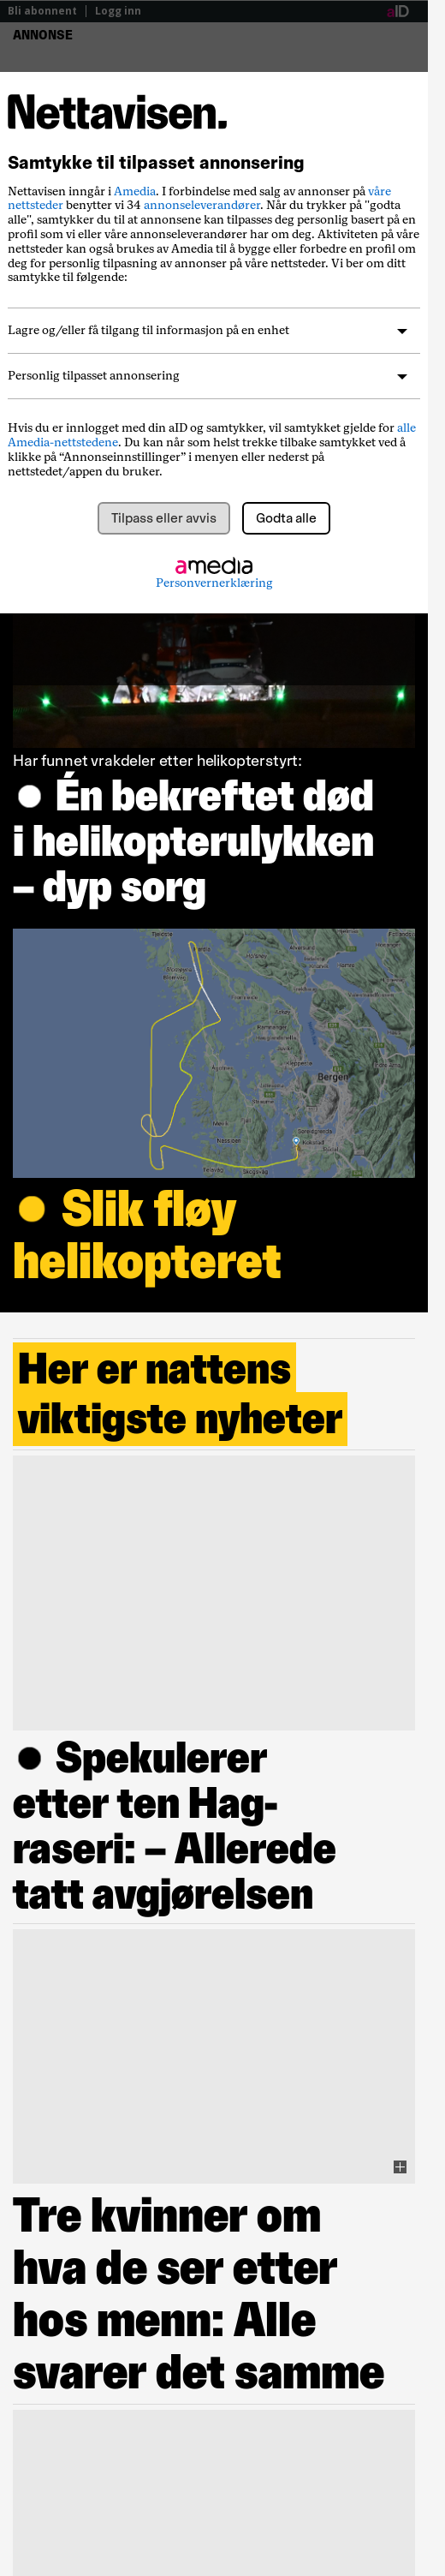 Bli abonnent | Logg inn
aID
ANNONSE
Nettavisen.
Samtykke til tilpasset annonsering
Nettavisen inngår i Amedia. I forbindelse med salg av annonser på våre
nettsteder benytter vi 34 annonseleverandører. Når du trykker på "godta
alle", samtykker du til at annonsene kan tilpasses deg personlig basert på en
profil som vi eller våre annonseleverandører har om deg. Aktiviteten på våre
nettsteder kan også brukes av Amedia til å bygge eller forbedre en profil om
deg for personlig tilpasning av annonser på våre nettsteder. Vi ber om ditt
samtykke til følgende:
Lagre og/eller få tilgang til informasjon på en enhet
Personlig tilpasset annonsering
Hvis du er innlogget med din aID og samtykker, vil samtykket gjelde for alle
Amedia-nettstedene. Du kan når som helst trekke tilbake samtykket ved å
klikke på “Annonseinnstillinger” i menyen eller nederst på
nettstedet/appen du bruker.
Tilpass eller avvis
Godta alle
amedia
Personvernerklæring
Har funnet vrakdeler etter helikopterstyrt:
Én bekreftet død
i helikopterulykken
– dyp sorg
Bergen
Slik fløy
helikopteret
Her er nattens
viktigste nyheter
Spekulerer
etter ten Hag-
raseri: – Allerede
tatt avgjørelsen
Tre kvinner om
hva de ser etter
hos menn: Alle
svarer det samme